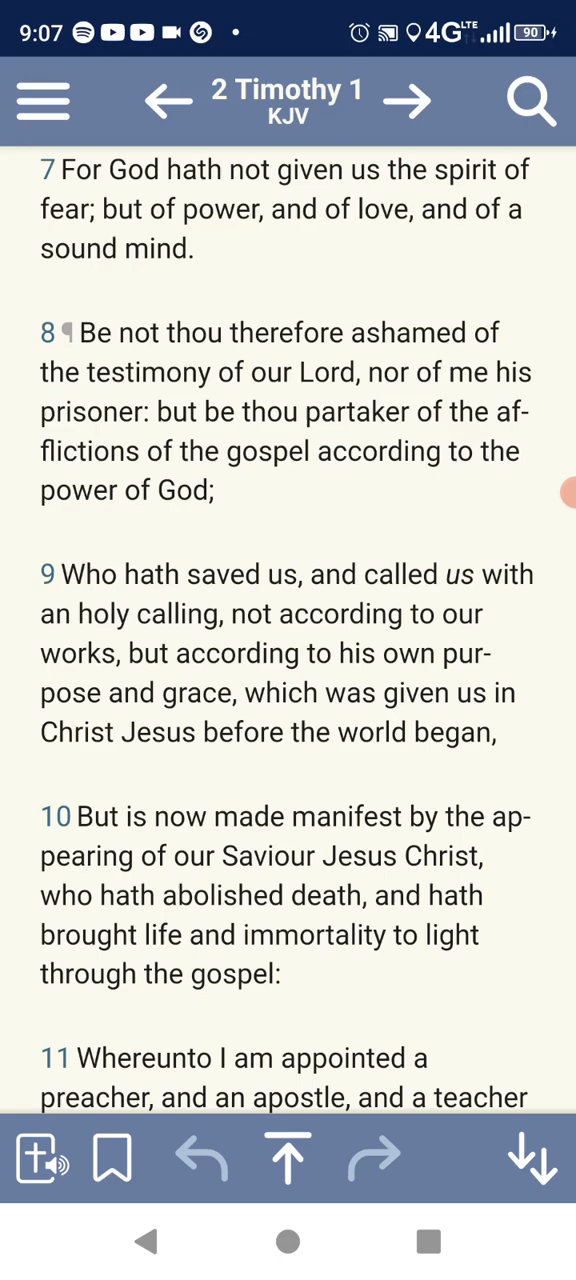 9:07 4G LTE 90
2 Timothy 1
KJV
7 For God hath not given us the spirit of
fear; but of power, and of love, and of a
sound mind.
8 ¶ Be not thou therefore ashamed of
the testimony of our Lord, nor of me his
prisoner: but be thou partaker of the af-
flictions of the gospel according to the
power of God;
9 Who hath saved us, and called us with
an holy calling, not according to our
works, but according to his own pur-
pose and grace, which was given us in
Christ Jesus before the world began,
10 But is now made manifest by the ap-
pearing of our Saviour Jesus Christ,
who hath abolished death, and hath
brought life and immortality to light
through the gospel:
11 Whereunto I am appointed a
preacher, and an apostle, and a teacher